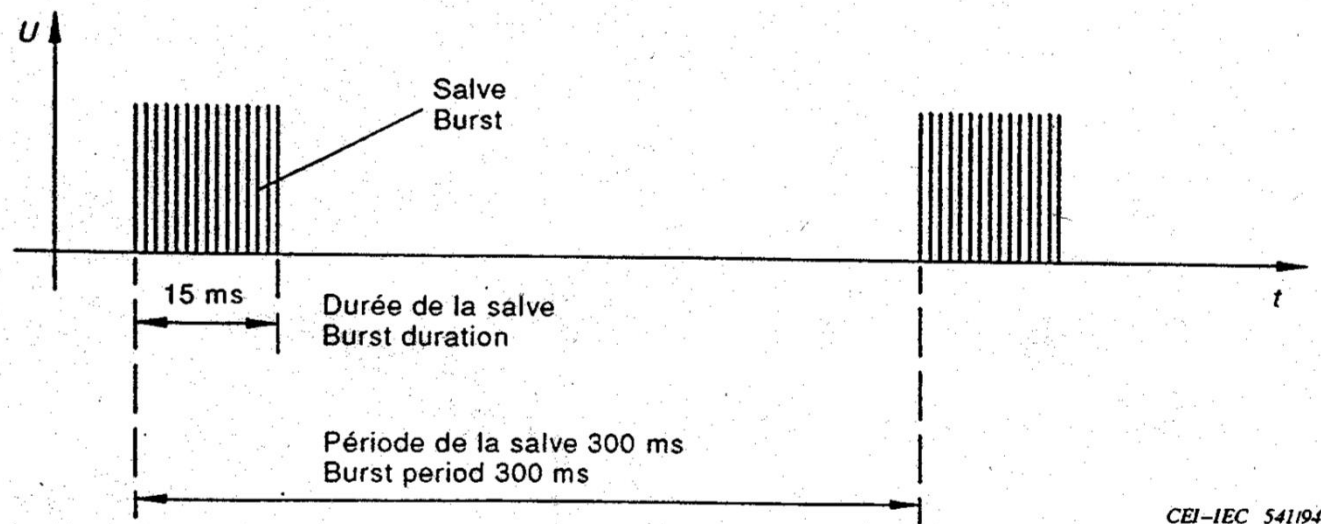 U
Salve
Burst
15 ms
Durée de la salve
Burst duration
t
Période de la salve 300 ms
Burst period 300 ms
CEI–IEC 541/94